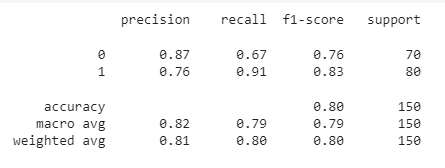 precision recall f1-score support
0 0.87 0.67 0.76 70
1 0.76 0.91 0.83 80
accuracy 0.80 150
macro avg 0.82 0.79 0.79 150
weighted avg 0.81 0.80 0.80 150